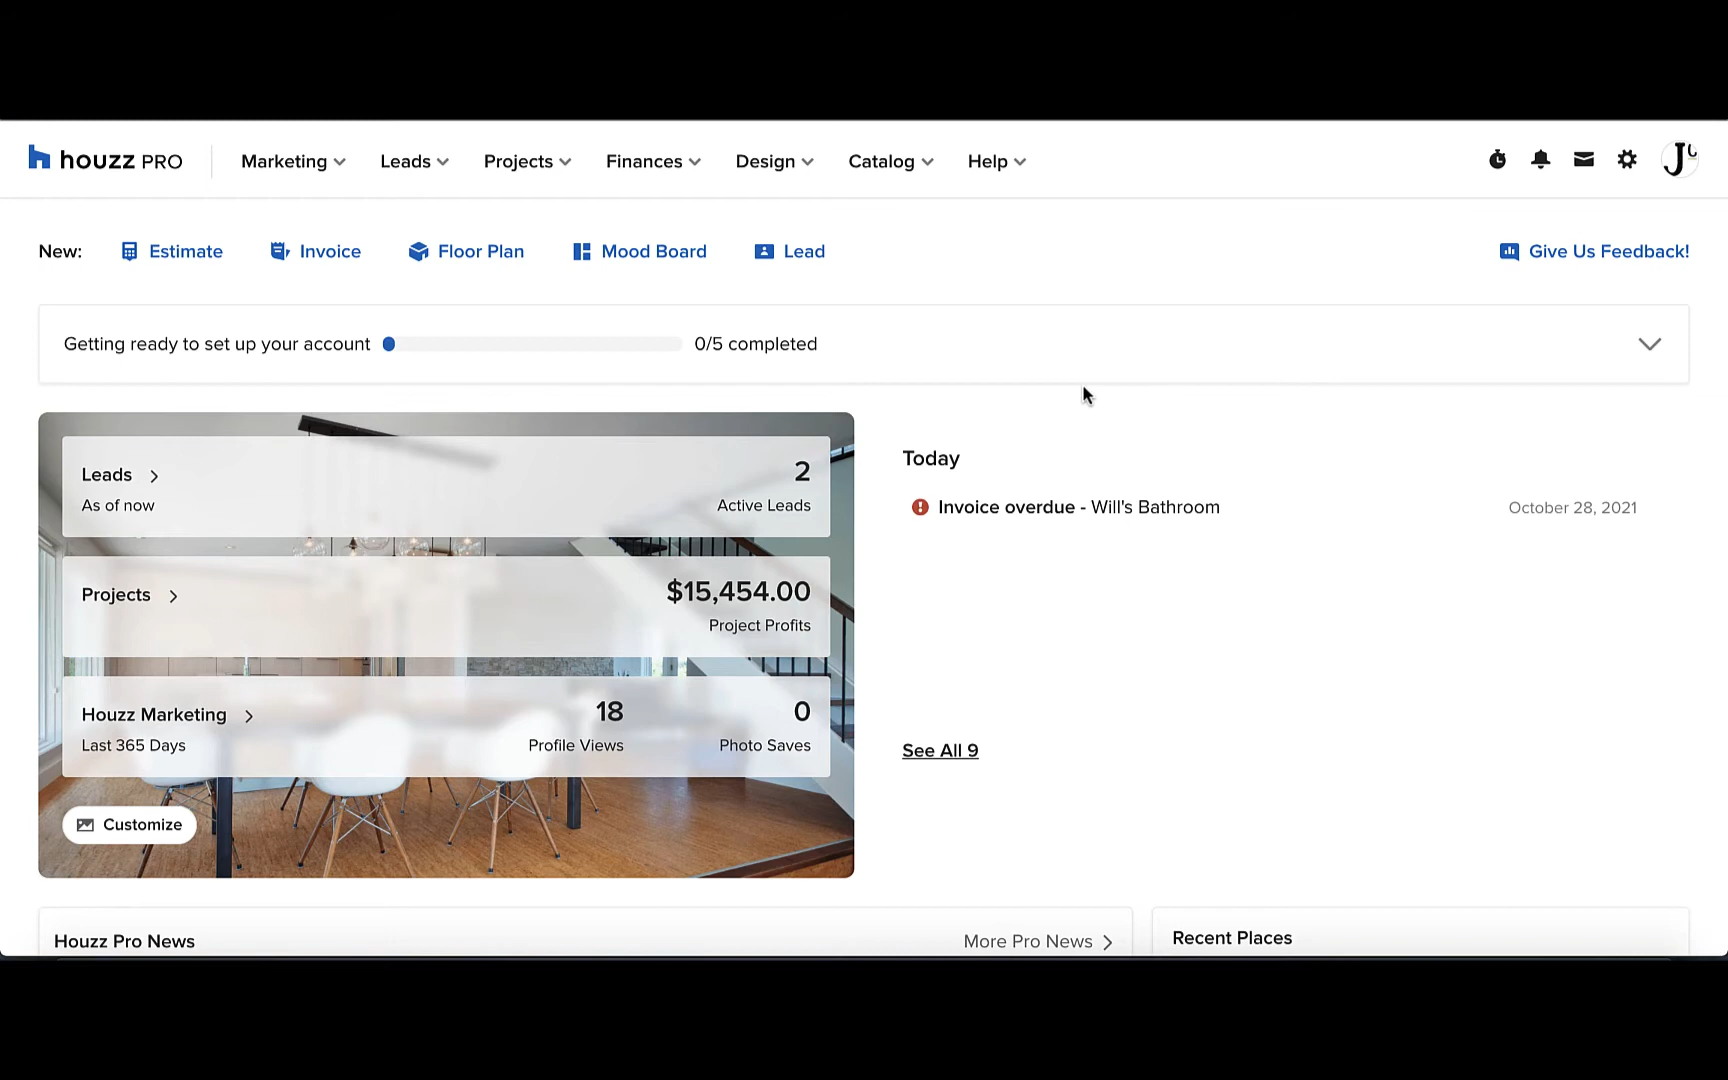 houzz PRO
Marketing Leads Projects Finances Design Catalog Help
New: Estimate Invoice Floor Plan Mood Board Lead Give Us Feedback!
Getting ready to set up your account 0/5 completed
Leads 2
As of now Active Leads
Projects $15,454.00
Project Profits
Houzz Marketing 18 0
Last 365 Days Profile Views Photo Saves
Customize
Today
Invoice overdue - Will's Bathroom October 28, 2021
See All 9
Houzz Pro News More Pro News
Recent Places